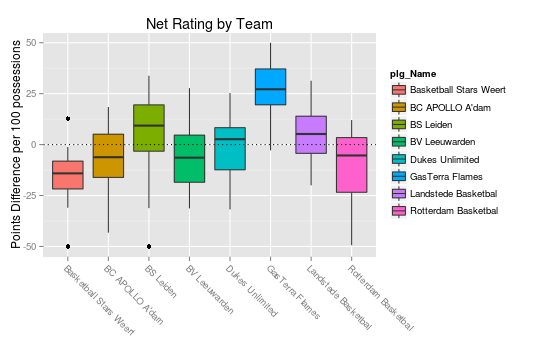 Net Rating by Team
Points Difference per 100 possessions
50
25
0
-25
-50
Basketball Stars Weert
BC APOLLO A'dam
BS Leiden
BV Leeuwarden
Dukes Unlimited
GasTerra Flames
Landstede Basketbal
Rotterdam Basketbal
plg_Name
Basketball Stars Weert
BC APOLLO A'dam
BS Leiden
BV Leeuwarden
Dukes Unlimited
GasTerra Flames
Landstede Basketbal
Rotterdam Basketbal